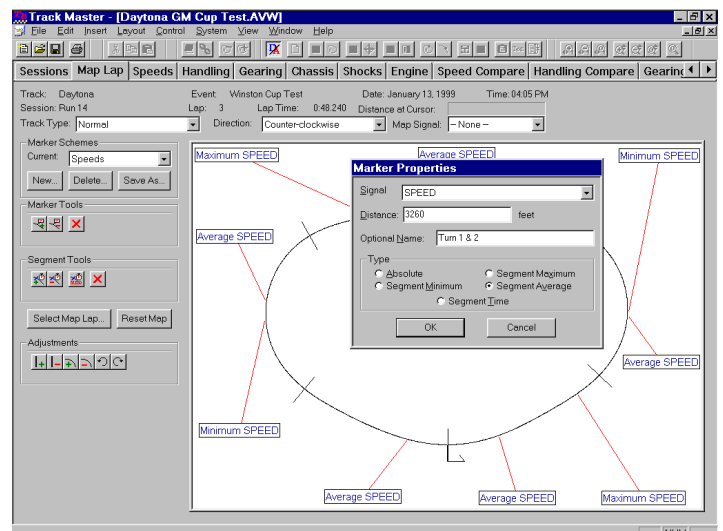 Track Master - [Daytona GM Cup Test.AVW]
File Edit Insert Layout Control System View Window Help
Sessions Map Lap Speeds Handling Gearing Chassis Shocks Engine Speed Compare Handling Compare Gearing
Track: Daytona Event: Winston Cup Test Date: January 13, 1999 Time: 04:05 PM
Session: Run 14 Lap: 3 Lap Time: 0:48.240 Distance at Cursor:
Track Type: Normal Direction: Counter-clockwise Map Signal: -- None --
Marker Schemes
Current: Speeds
New... Delete... Save As...
Marker Tools
Segment Tools
Select Map Lap... Reset Map
Adjustments
Maximum SPEED
Average SPEED
Minimum SPEED
Marker Properties
Signal SPEED
Distance: 3260 feet
Optional Name: Turn 1 & 2
Type
Absolute Segment Maximum
Segment Minimum Segment Average
Segment Time
OK Cancel
Average SPEED
Average SPEED
Minimum SPEED
Average SPEED
Average SPEED
Maximum SPEED